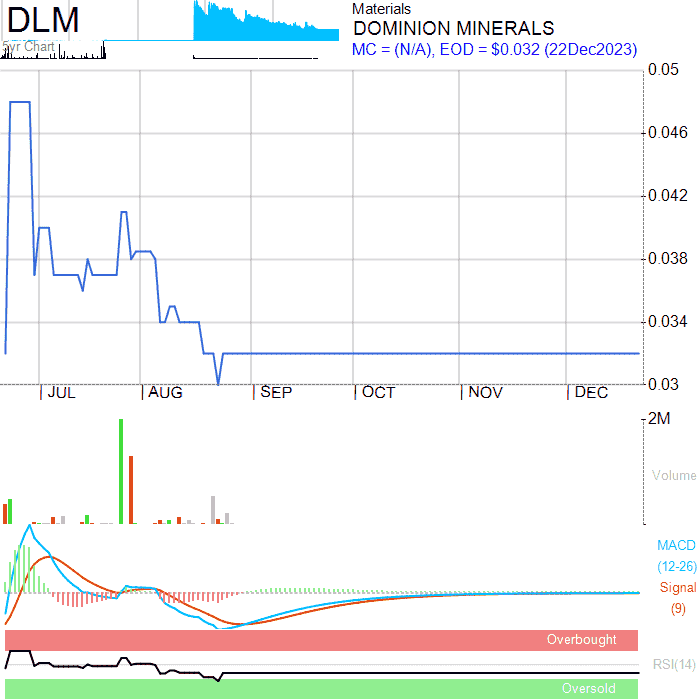 DLM
5yr Chart
Materials
DOMINION MINERALS
MC = (N/A), EOD = $0.032 (22Dec2023)
0.05
0.046
0.042
0.038
0.034
0.03
JUL AUG SEP OCT NOV DEC
2M
Volume
MACD
(12-26)
Signal
(9)
Overbought
RSI(14)
Oversold